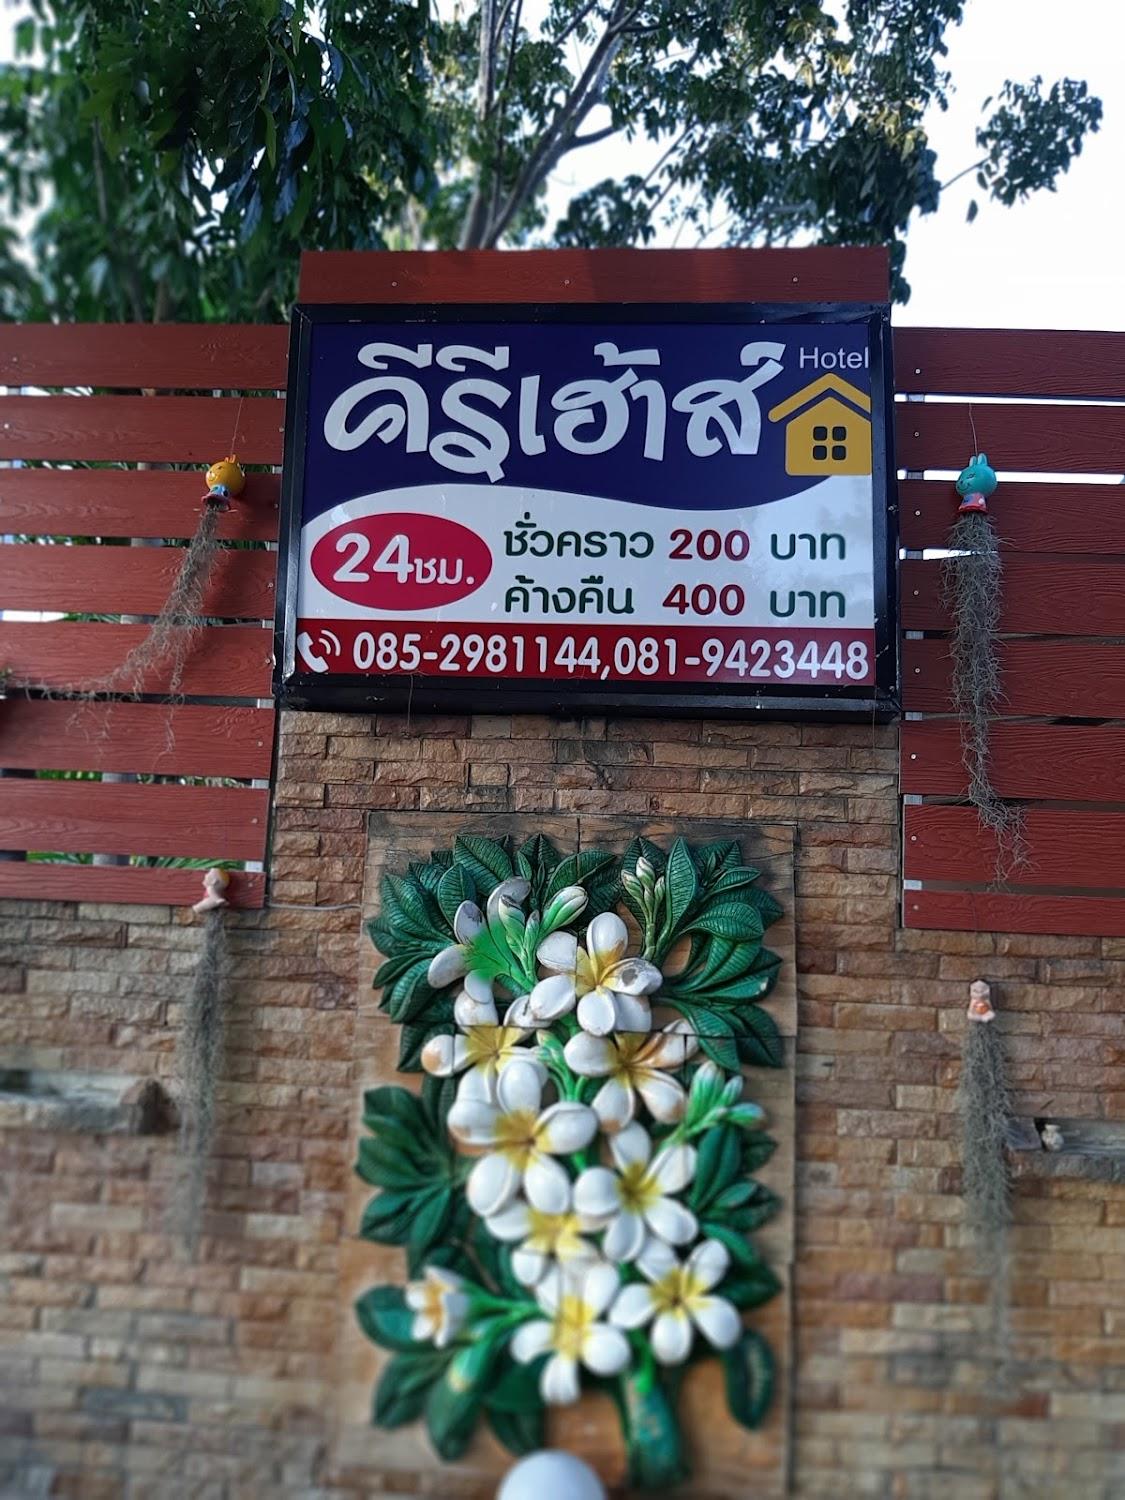 คีรีเฮ้าส์ Hotel
24ชม. ชั่วคราว 200 บาท
ค้างคืน 400 บาท
085-2981144,081-9423448